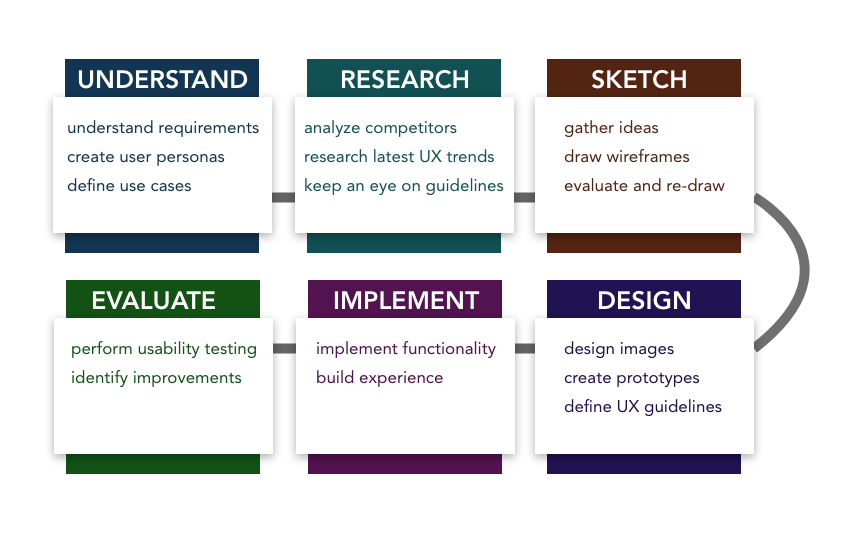 UNDERSTAND
understand requirements
create user personas
define use cases
RESEARCH
analyze competitors
research latest UX trends
keep an eye on guidelines
SKETCH
gather ideas
draw wireframes
evaluate and re-draw
DESIGN
design images
create prototypes
define UX guidelines
IMPLEMENT
implement functionality
build experience
EVALUATE
perform usability testing
identify improvements